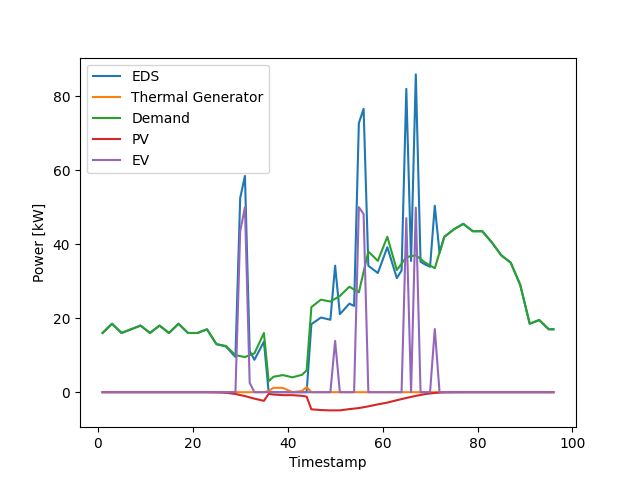 EDS
Thermal Generator
Demand
PV
EV
Power [kW]
80
60
40
20
0
0 20 40 60 80 100
Timestamp